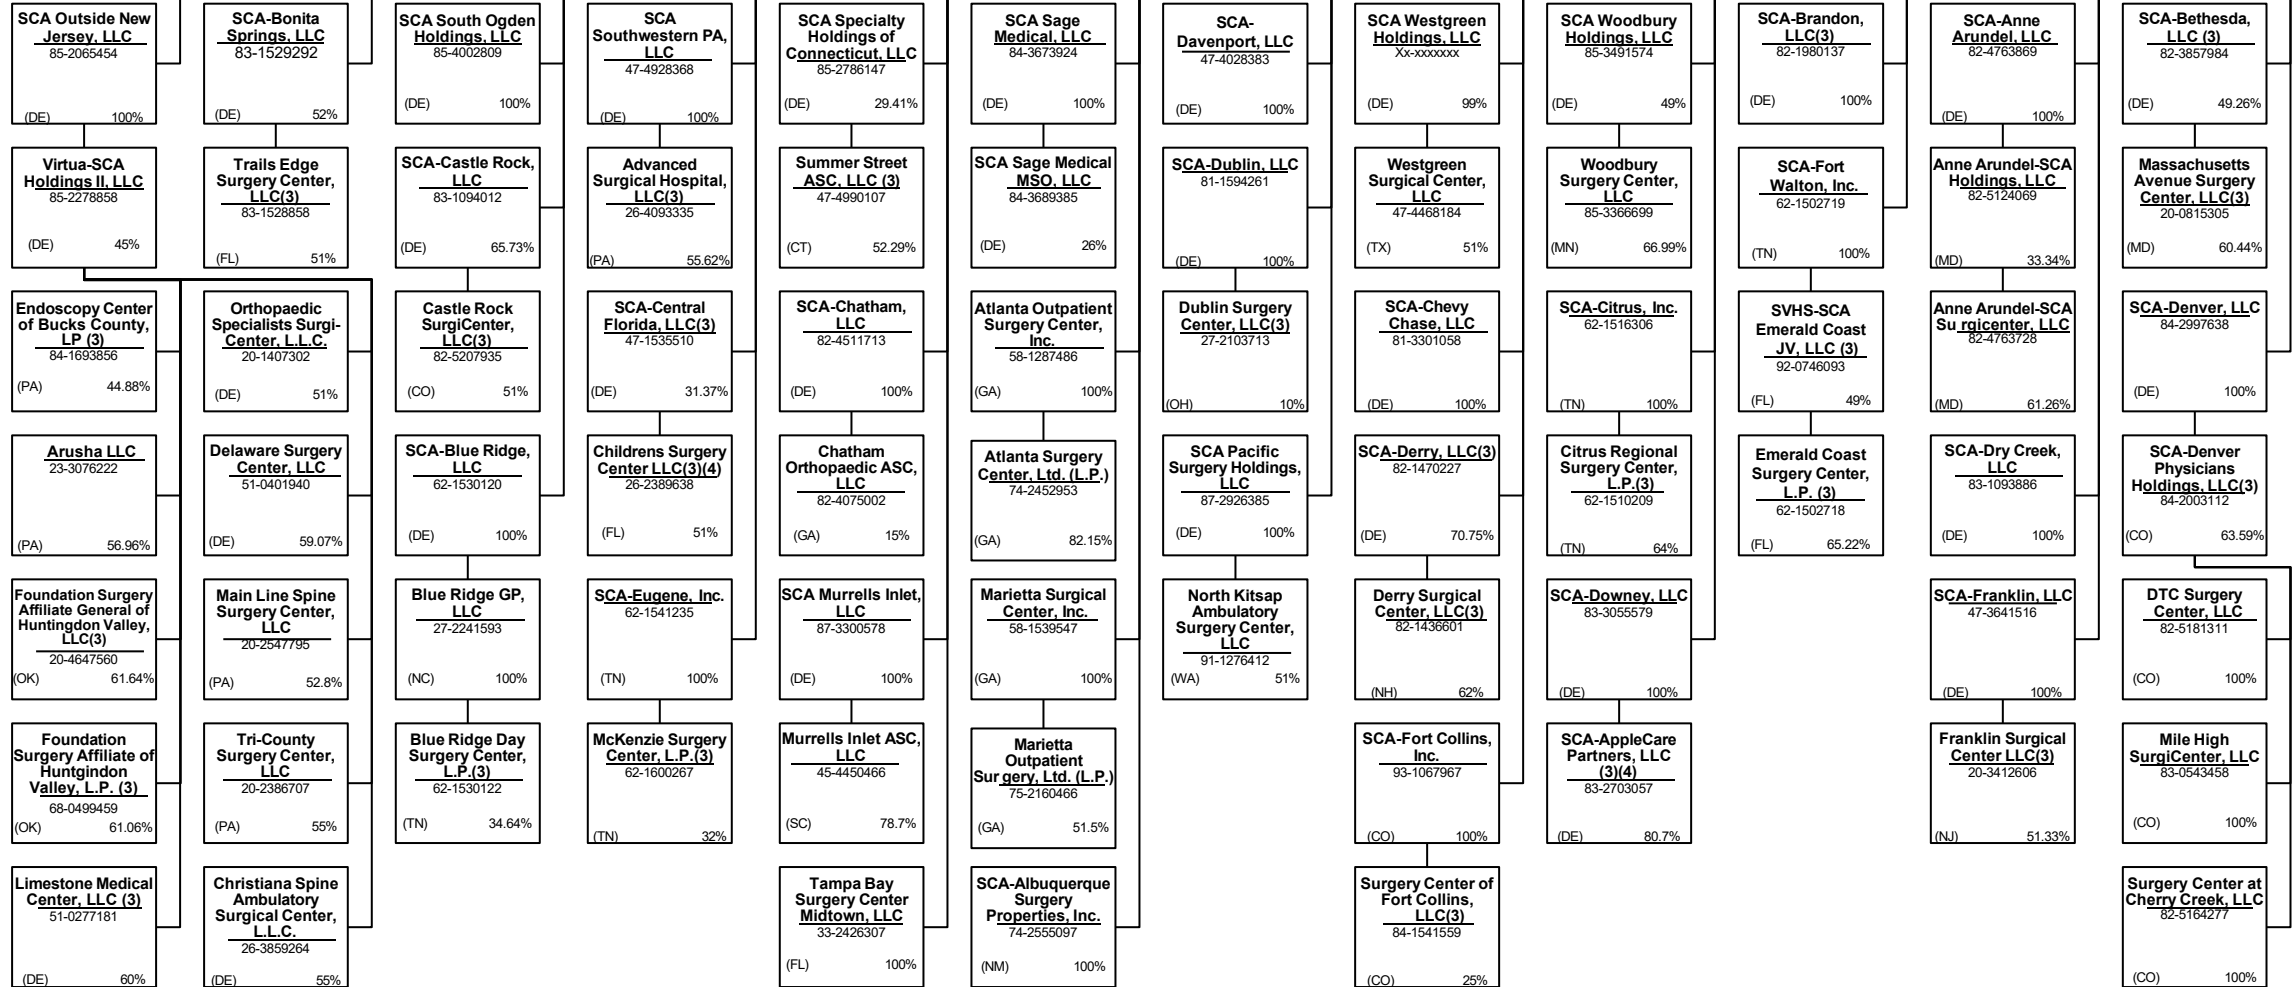 SCA Outside New
Jersey, LLC
85-2065454
(DE) 100%
Virtua-SCA
Holdings II, LLC
85-2278858
(DE) 45%
Endoscopy Center
of Bucks County,
LP (3)
84-1693856
(PA) 44.88%
Arusha LLC
23-3076222
(PA) 56.96%
Foundation Surgery
Affiliate General of
Huntingdon Valley,
LLC(3)
20-4647560
(OK) 61.64%
Foundation
Surgery Affiliate of
Huntgindon
Valley, L.P. (3)
68-0499459
(OK) 61.06%
Limestone Medical
Center, LLC (3)
51-0277181
(DE) 60%
SCA-Bonita
Springs, LLC
83-1529292
(DE) 52%
Trails Edge
Surgery Center,
LLC(3)
83-1528858
(FL) 51%
Orthopaedic
Specialists Surgi-
Center, L.L.C.
20-1407302
(DE) 51%
Delaware Surgery
Center, LLC
51-0401940
(DE) 59.07%
Main Line Spine
Surgery Center,
LLC
20-2547795
(PA) 52.8%
Tri-County
Surgery Center,
LLC
20-2386707
(PA) 55%
Christiana Spine
Ambulatory
Surgical Center,
L.L.C.
26-3859264
(DE) 55%
SCA South Ogden
Holdings, LLC
85-4002809
(DE) 100%
SCA-Castle Rock,
LLC
83-1094012
(DE) 65.73%
Castle Rock
SurgiCenter,
LLC(3)
82-5207935
(CO) 51%
SCA-Blue Ridge,
LLC
62-1530120
(DE) 100%
Blue Ridge GP,
LLC
27-2241593
(NC) 100%
Blue Ridge Day
Surgery Center,
L.P.(3)
62-1530122
(TN) 34.64%
SCA
Southwestern PA,
LLC
47-4928368
(DE) 100%
Advanced
Surgical Hospital,
LLC(3)
26-4093335
(PA) 55.62%
SCA-Central
Florida, LLC(3)
47-1535510
(DE) 31.37%
Childrens Surgery
Center LLC(3)(4)
26-2389638
(FL) 51%
SCA-Eugene, Inc.
62-1541235
(TN) 100%
McKenzie Surgery
Center, L.P.(3)
62-1600267
(TN) 32%
SCA Specialty
Holdings of
Connecticut, LLC
85-2786147
(DE) 29.41%
Summer Street
ASC, LLC (3)
47-4990107
(CT) 52.29%
SCA-Chatham,
LLC
82-4511713
(DE) 100%
Chatham
Orthopaedic ASC,
LLC
82-4075002
(GA) 15%
SCA Murrells Inlet,
LLC
87-3300578
(DE) 100%
Murrells Inlet ASC,
LLC
45-4450466
(SC) 78.7%
Tampa Bay
Surgery Center
Midtown, LLC
33-2426307
(FL) 100%
SCA Sage
Medical, LLC
84-3673924
(DE) 100%
SCA Sage Medical
MSO, LLC
84-3689385
(DE) 26%
Atlanta Outpatient
Surgery Center,
Inc.
58-1287486
(GA) 100%
Atlanta Surgery
Center, Ltd. (L.P.)
74-2452953
(GA) 82.15%
Marietta Surgical
Center, Inc.
58-1539547
(GA) 100%
Marietta
Outpatient
Surgery, Ltd. (L.P.)
75-2160466
(GA) 51.5%
SCA-Albuquerque
Surgery
Properties, Inc.
74-2555097
(NM) 100%
SCA-
Davenport, LLC
47-4028383
(DE) 100%
SCA-Dublin, LLC
81-1594261
(DE) 100%
Dublin Surgery
Center, LLC(3)
27-2103713
(OH) 10%
SCA Pacific
Surgery Holdings,
LLC
87-2926385
(DE) 100%
North Kitsap
Ambulatory
Surgery Center,
LLC
91-1276412
(WA) 51%
SCA Westgreen
Holdings, LLC
Xx-xxxxxxx
(DE) 99%
Westgreen
Surgical Center,
LLC
47-4468184
(TX) 51%
SCA-Chevy
Chase, LLC
81-3301058
(DE) 100%
SCA-Derry, LLC(3)
82-1470227
(DE) 70.75%
Derry Surgical
Center, LLC(3)
82-1436601
(NH) 62%
SCA-Fort Collins,
Inc.
93-1067967
(CO) 100%
Surgery Center of
Fort Collins,
LLC(3)
84-1541559
(CO) 25%
SCA Woodbury
Holdings, LLC
85-3491574
(DE) 49%
Woodbury
Surgery Center,
LLC
85-3366699
(MN) 66.99%
SCA-Citrus, Inc.
62-1516306
(TN) 100%
Citrus Regional
Surgery Center,
L.P.(3)
62-1510209
(TN) 64%
SCA-Downey, LLC
83-3055579
(DE) 100%
SCA-AppleCare
Partners, LLC
(3)(4)
83-2703057
(DE) 80.7%
SCA-Brandon,
LLC(3)
82-1980137
(DE) 100%
SCA-Fort
Walton, Inc.
62-1502719
(TN) 100%
SVHS-SCA
Emerald Coast
JV, LLC (3)
92-0746093
(FL) 49%
Emerald Coast
Surgery Center,
L.P. (3)
62-1502718
(FL) 65.22%
SCA-Anne
Arundel, LLC
82-4763869
(DE) 100%
Anne Arundel-SCA
Holdings, LLC
82-5124069
(MD) 33.34%
Anne Arundel-SCA
Surgicenter, LLC
82-4763728
(MD) 61.26%
SCA-Dry Creek,
LLC
83-1093886
(DE) 100%
SCA-Franklin, LLC
47-3641516
(DE) 100%
Franklin Surgical
Center LLC(3)
20-3412606
(NJ) 51.33%
SCA-Bethesda,
LLC (3)
82-3857984
(DE) 49.26%
Massachusetts
Avenue Surgery
Center, LLC(3)
20-0815305
(MD) 60.44%
SCA-Denver, LLC
84-2997638
(DE) 100%
SCA-Denver
Physicians
Holdings, LLC(3)
84-2003112
(CO) 63.59%
DTC Surgery
Center, LLC
82-5181311
(CO) 100%
Mile High
SurgiCenter, LLC
83-0543458
(CO) 100%
Surgery Center at
Cherry Creek, LLC
82-5164277
(CO) 100%